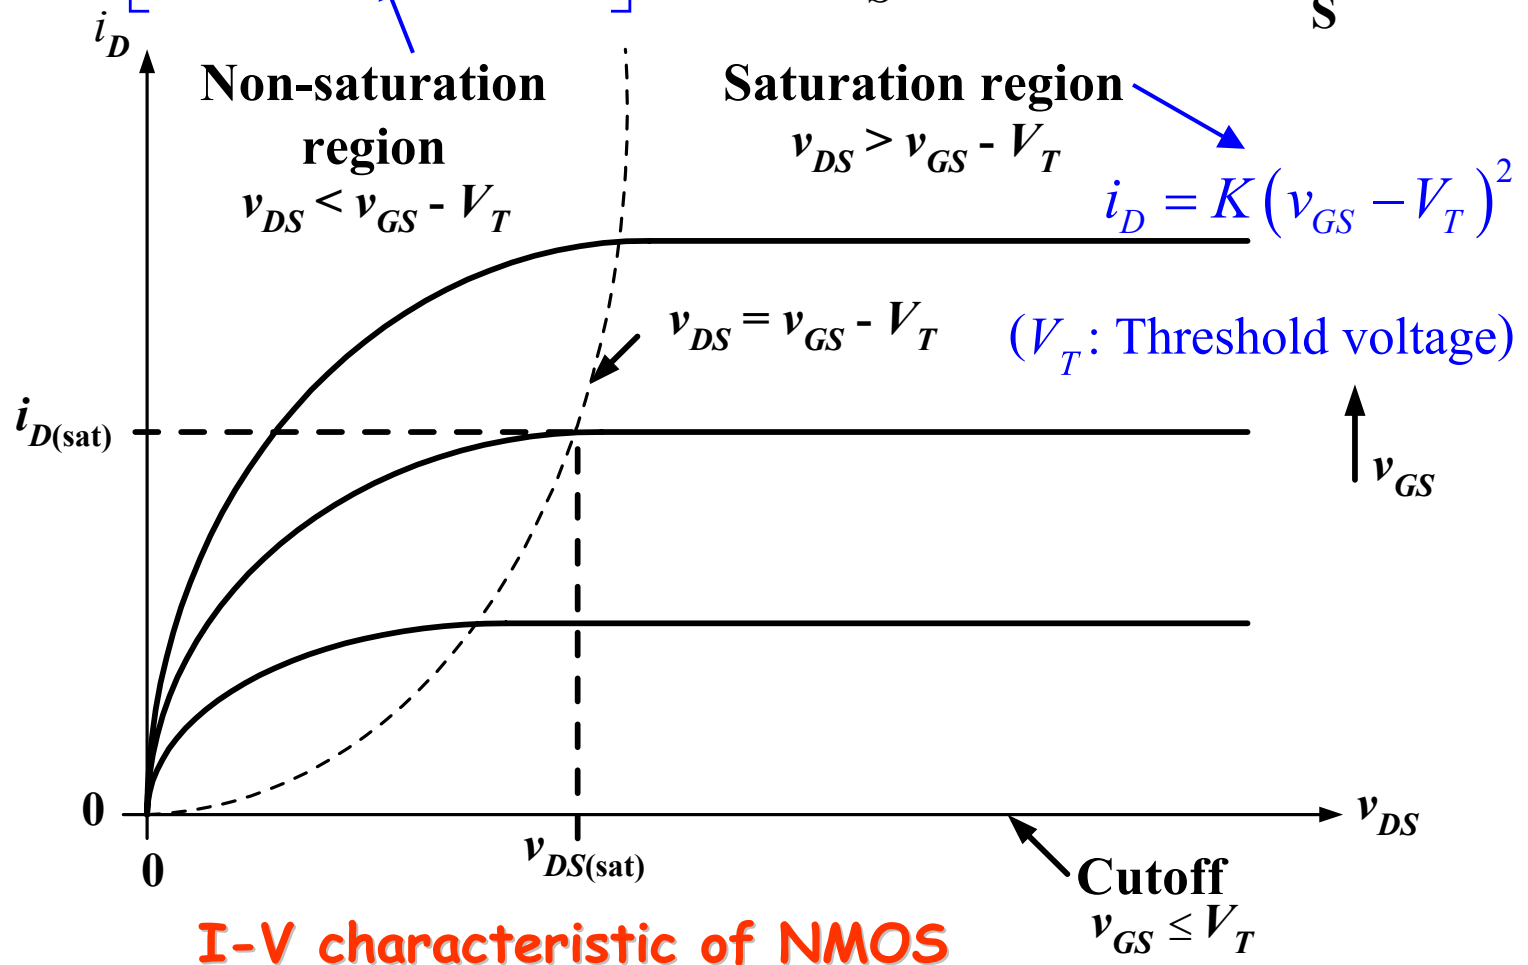 S
i_D
Non-saturation
region
v_DS < v_GS - V_T
Saturation region
v_DS > v_GS - V_T
i_D = K(v_GS − V_T)^2
v_DS = v_GS - V_T
(V_T: Threshold voltage)
i_D(sat)
v_GS
0
v_DS
0
v_DS(sat)
Cutoff
v_GS ≤ V_T
I-V characteristic of NMOS